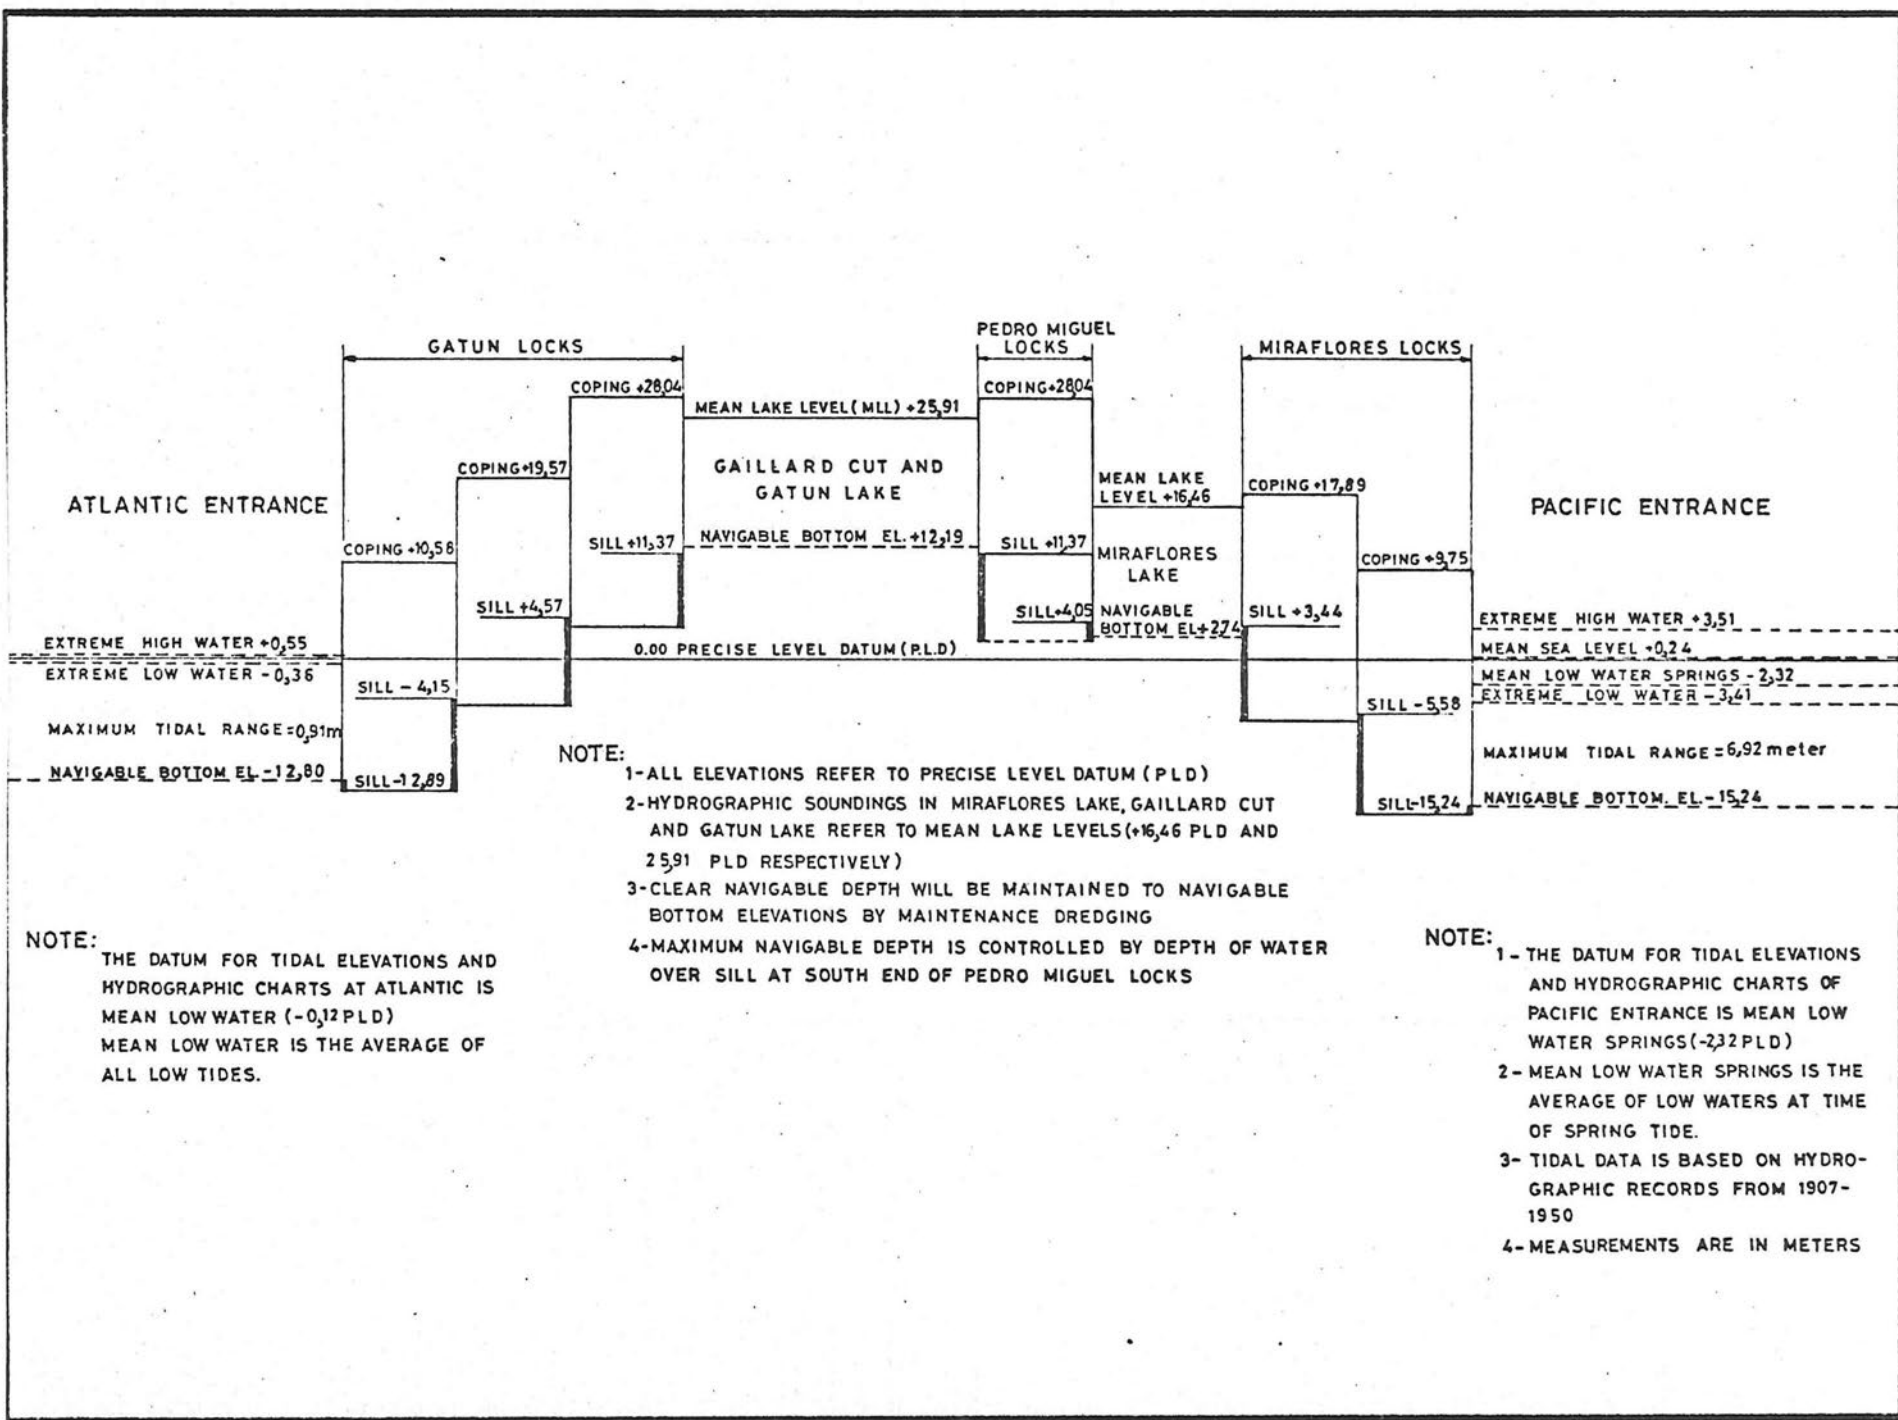 PEDRO MIGUEL
LOCKS
GATUN LOCKS
MIRAFLORES LOCKS
COPING +28,04
COPING+28,04
MEAN LAKE LEVEL(MLL) +25,91
GAILLARD CUT AND
GATUN LAKE
COPING+19,57
MEAN LAKE
LEVEL +16,46
COPING +17,89
ATLANTIC ENTRANCE
PACIFIC ENTRANCE
COPING +10,56
SILL+11,37
NAVIGABLE BOTTOM EL.+12,19
SILL +11,37
MIRAFLORES
LAKE
COPING +9,75
SILL +4,57
SILL+4,05
NAVIGABLE
BOTTOM EL+2,74
SILL +3,44
EXTREME HIGH WATER +3,51
EXTREME HIGH WATER +0,55
0.00 PRECISE LEVEL DATUM (P.L.D)
MEAN SEA LEVEL +0,24
EXTREME LOW WATER -0,36
MEAN LOW WATER SPRINGS - 2,32
SILL - 4,15
EXTREME LOW WATER -3,41
SILL -5,58
MAXIMUM TIDAL RANGE=0,91m
MAXIMUM TIDAL RANGE=6,92 meter
NAVIGABLE BOTTOM EL -12,80
SILL-12,89
SILL-15,24
NAVIGABLE BOTTOM. EL.-15,24
NOTE:
1-ALL ELEVATIONS REFER TO PRECISE LEVEL DATUM (PLD)
2-HYDROGRAPHIC SOUNDINGS IN MIRAFLORES LAKE, GAILLARD CUT
AND GATUN LAKE REFER TO MEAN LAKE LEVELS (+16,46 PLD AND
25,91 PLD RESPECTIVELY)
3-CLEAR NAVIGABLE DEPTH WILL BE MAINTAINED TO NAVIGABLE
BOTTOM ELEVATIONS BY MAINTENANCE DREDGING
4-MAXIMUM NAVIGABLE DEPTH IS CONTROLLED BY DEPTH OF WATER
OVER SILL AT SOUTH END OF PEDRO MIGUEL LOCKS
NOTE:
THE DATUM FOR TIDAL ELEVATIONS AND
HYDROGRAPHIC CHARTS AT ATLANTIC IS
MEAN LOW WATER (-0,12 PLD)
MEAN LOW WATER IS THE AVERAGE OF
ALL LOW TIDES.
NOTE:
1- THE DATUM FOR TIDAL ELEVATIONS
AND HYDROGRAPHIC CHARTS OF
PACIFIC ENTRANCE IS MEAN LOW
WATER SPRINGS (-2,32 PLD)
2- MEAN LOW WATER SPRINGS IS THE
AVERAGE OF LOW WATERS AT TIME
OF SPRING TIDE.
3- TIDAL DATA IS BASED ON HYDRO-
GRAPHIC RECORDS FROM 1907-
1950
4- MEASUREMENTS ARE IN METERS